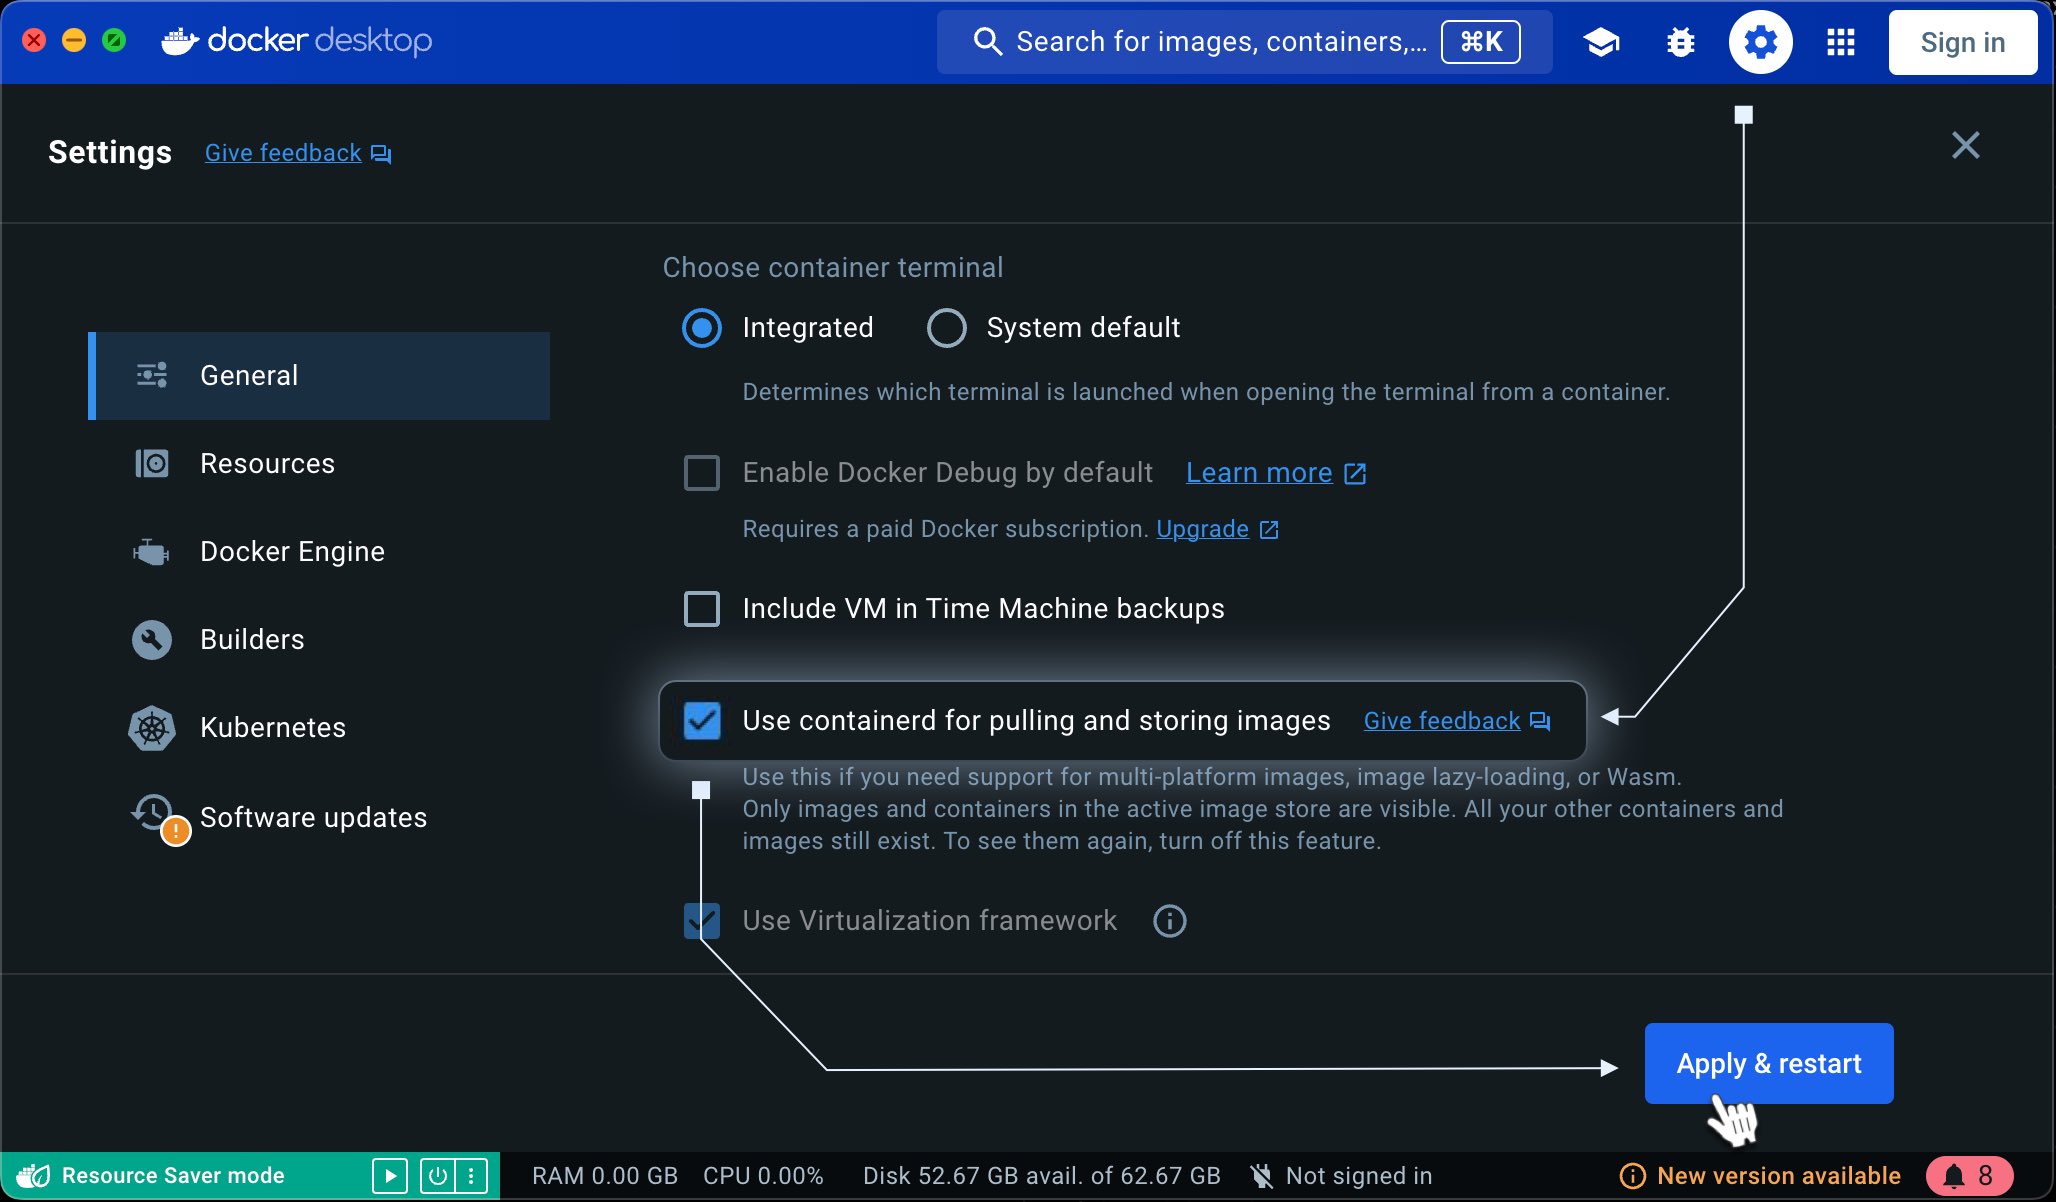 docker desktop
Search for images, containers,... ⌘K
Sign in
Settings
Give feedback
Choose container terminal
Integrated
System default
Determines which terminal is launched when opening the terminal from a container.
General
Resources
Docker Engine
Builders
Kubernetes
Software updates
Enable Docker Debug by default Learn more
Requires a paid Docker subscription. Upgrade
Include VM in Time Machine backups
Use containerd for pulling and storing images Give feedback
Use this if you need support for multi-platform images, image lazy-loading, or Wasm.
Only images and containers in the active image store are visible. All your other containers and
images still exist. To see them again, turn off this feature.
Use Virtualization framework
Apply & restart
Resource Saver mode
RAM 0.00 GB CPU 0.00% Disk 52.67 GB avail. of 62.67 GB Not signed in
New version available
8